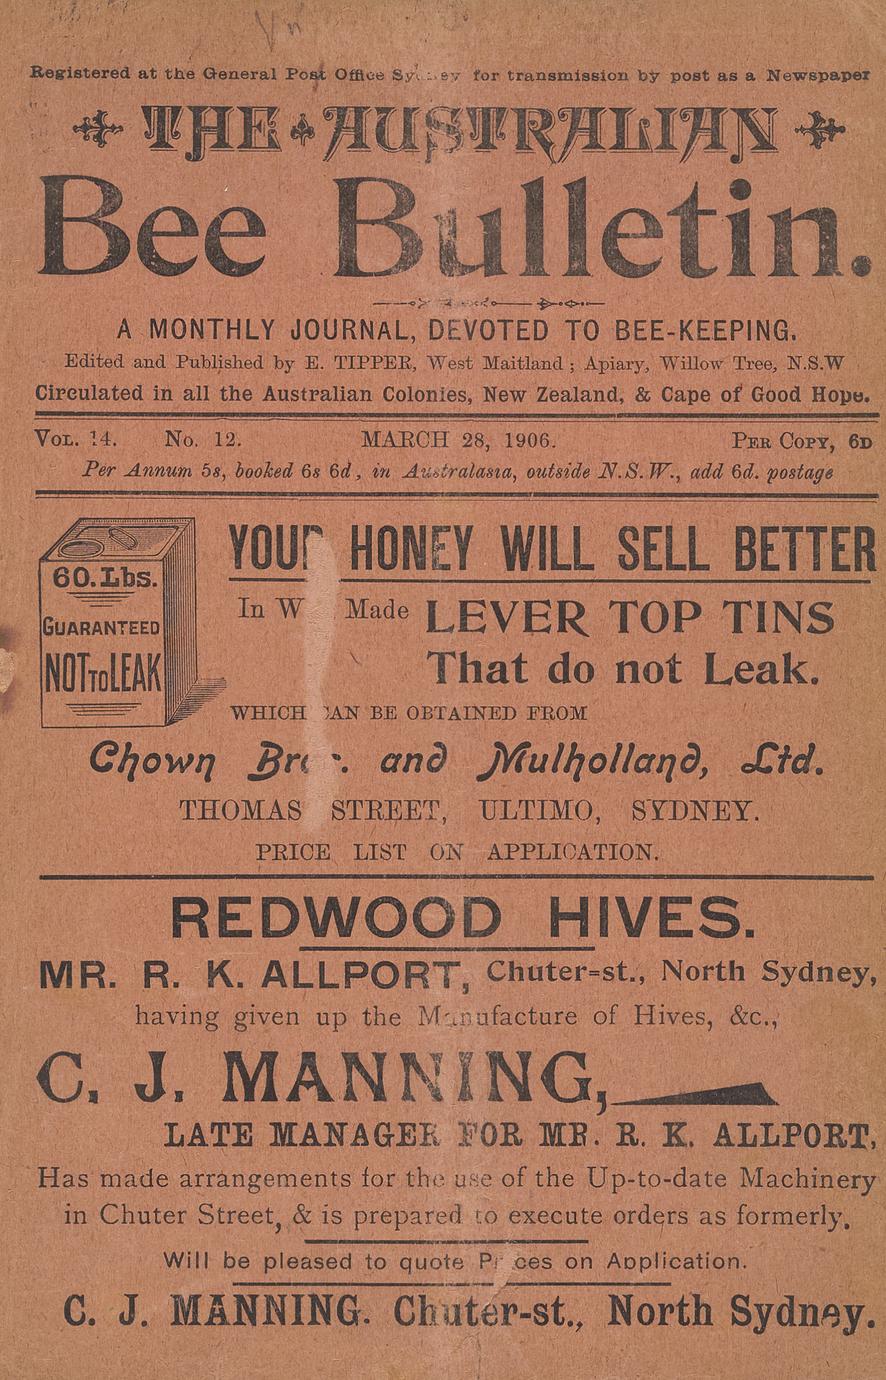 Registered at the General Post Office Sydney for transmission by post as a Newspaper
THE AUSTRALIAN
Bee Bulletin.
A MONTHLY JOURNAL, DEVOTED TO BEE-KEEPING.
Edited and Published by E. TIPPER, West Maitland; Apiary, Willow Tree, N.S.W
Circulated in all the Australian Colonies, New Zealand, & Cape of Good Hope.
VOL. 14. No. 12. MARCH 28, 1906. PER COPY, 6D
Per Annum 5s, booked 6s 6d, in Australasia, outside N.S.W., add 6d. postage
60. Lbs.
GUARANTEED
NOT TO LEAK
YOUR HONEY WILL SELL BETTER
In Made LEVER TOP TINS
That do not Leak.
WHICH CAN BE OBTAINED FROM
Chown Bros. and Mulholland, Ltd.
THOMAS STREET, ULTIMO, SYDNEY.
PRICE LIST ON APPLICATION.
REDWOOD HIVES.
MR. R. K. ALLPORT, Chuter=st., North Sydney,
having given up the Manufacture of Hives, &c.,
C. J. MANNING,
LATE MANAGER FOR MR. R. K. ALLPORT,
Has made arrangements for the use of the Up-to-date Machinery
in Chuter Street, & is prepared to execute orders as formerly.
Will be pleased to quote Prices on Application.
C. J. MANNING. Chuter-st., North Sydney.